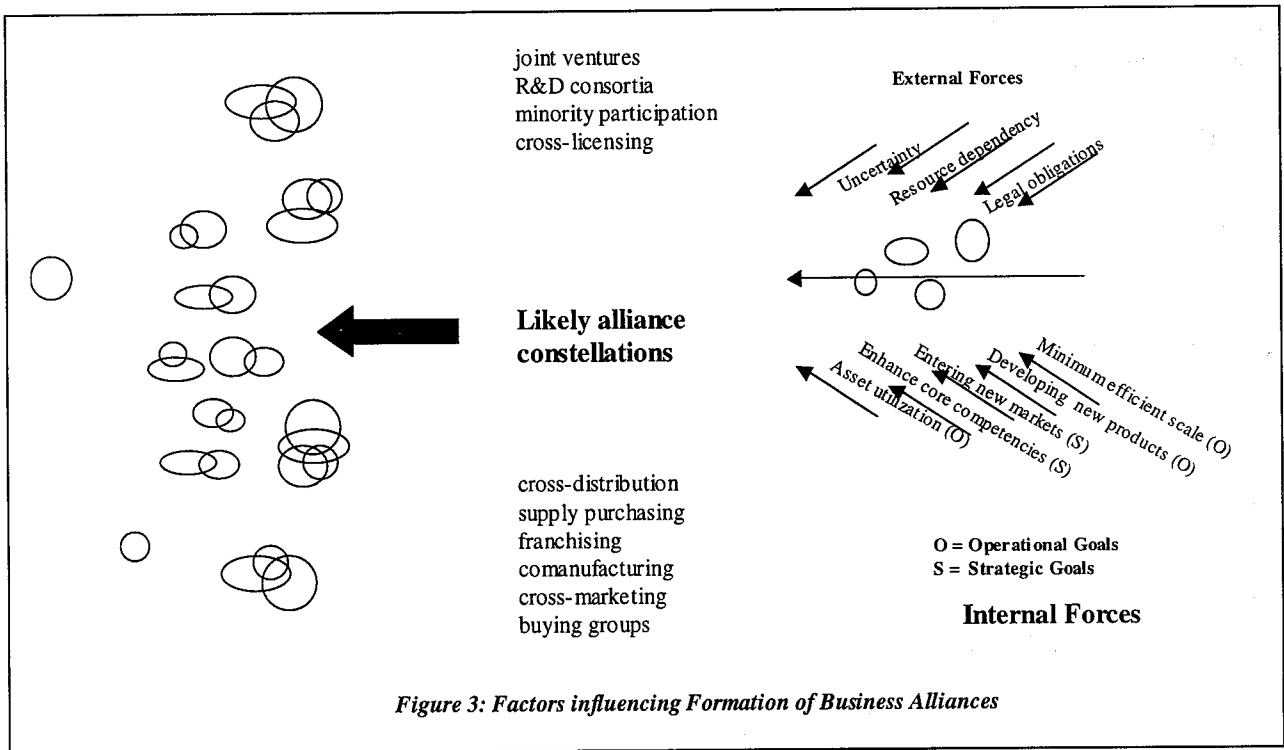 joint ventures
R&D consortia
minority participation
cross-licensing
External Forces
Uncertainty
Resource dependency
Legal obligations
Likely alliance
constellations
Minimum efficient scale (O)
Developing new products (O)
Entering new markets (S)
Enhance core competencies (S)
Asset utilization (O)
cross-distribution
supply purchasing
franchising
comanufacturing
cross-marketing
buying groups
O = Operational Goals
S = Strategic Goals
Internal Forces
Figure 3: Factors influencing Formation of Business Alliances